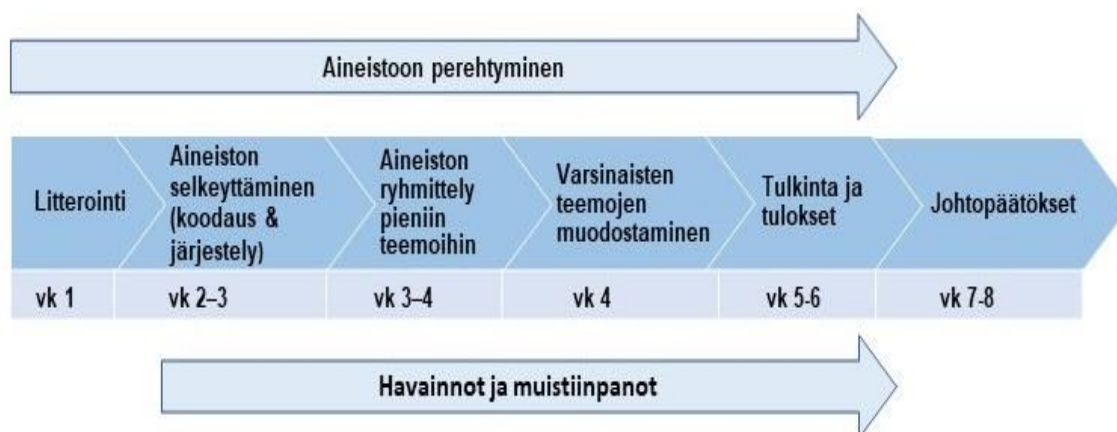 Aineistoon perehtyminen
Litterointi
Aineiston
selkeyttäminen
(koodaus &
järjestely)
Aineiston
ryhmittely
pieniin
teemoihin
Varsinaisten
teemojen
muodostaminen
Tulkinta ja
tulokset
Johtopäätökset
vk 1
vk 2–3
vk 3–4
vk 4
vk 5-6
vk 7-8
Havainnot ja muistiinpanot